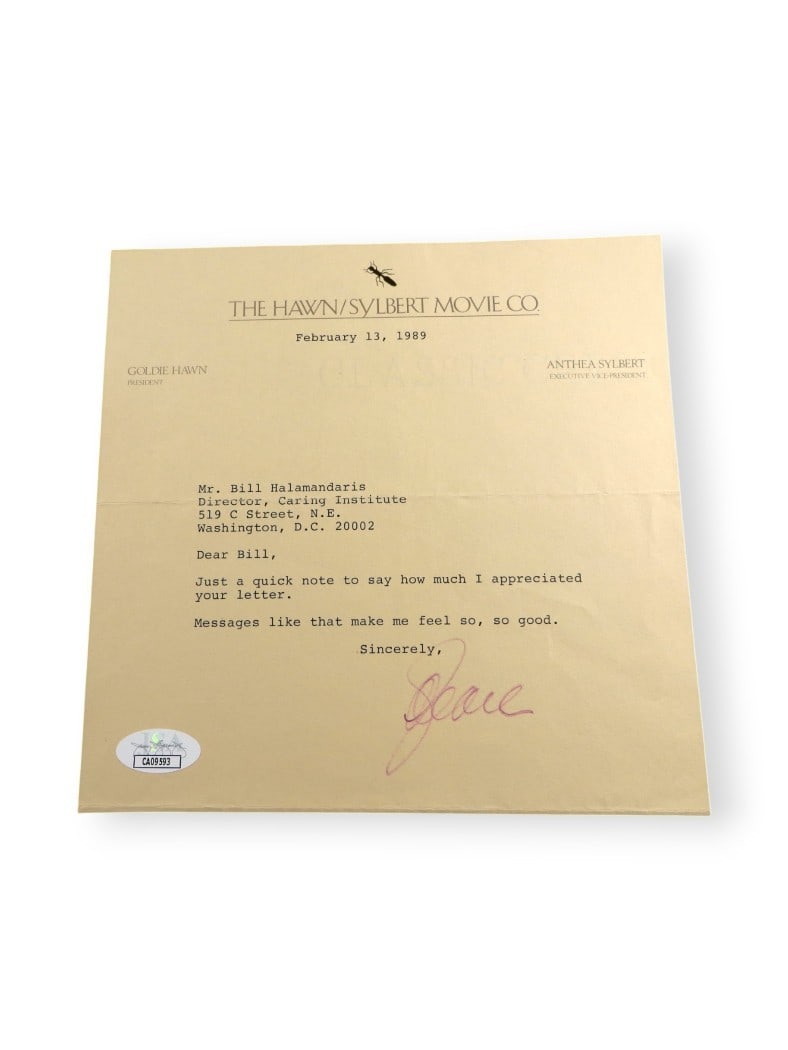 THE HAWN/SYLBERT MOVIE CO.
February 13, 1989
GOLDIE HAWN
PRESIDENT
ANTHEA SYLBERT
EXECUTIVE VICE-PRESIDENT
Mr. Bill Halamandaris
Director, Caring Institute
519 C Street, N.E.
Washington, D.C. 20002
Dear Bill,
Just a quick note to say how much I appreciated
your letter.
Messages like that make me feel so, so good.
Sincerely,
CA09593